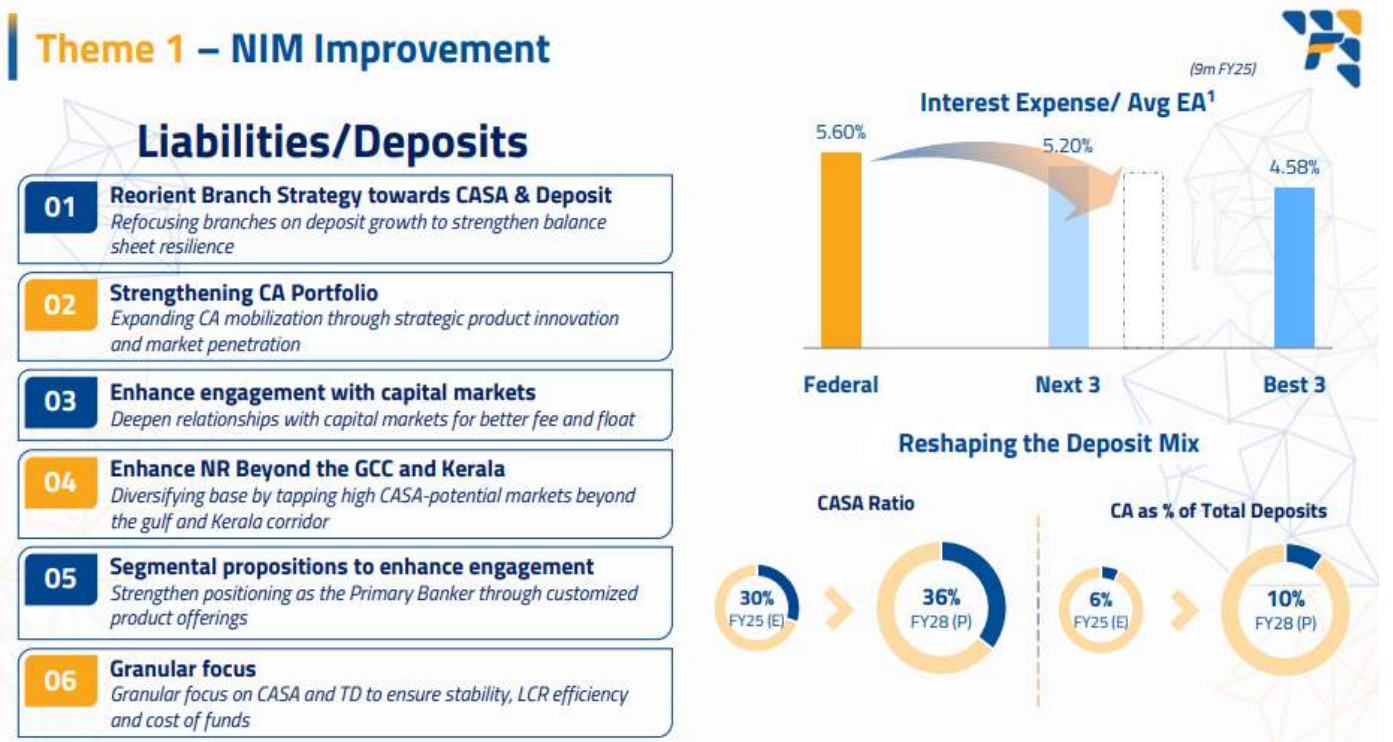 Theme 1 – NIM Improvement
Liabilities/Deposits
01
Reorient Branch Strategy towards CASA & Deposit
Refocusing branches on deposit growth to strengthen balance
sheet resilience
02
Strengthening CA Portfolio
Expanding CA mobilization through strategic product innovation
and market penetration
03
Enhance engagement with capital markets
Deepen relationships with capital markets for better fee and float
04
Enhance NR Beyond the GCC and Kerala
Diversifying base by tapping high CASA-potential markets beyond
the gulf and Kerala corridor
05
Segmental propositions to enhance engagement
Strengthen positioning as the Primary Banker through customized
product offerings
06
Granular focus
Granular focus on CASA and TD to ensure stability, LCR efficiency
and cost of funds
(9m FY25)
Interest Expense/ Avg EA¹
5.60%
5.20%
4.58%
Federal
Next 3
Best 3
Reshaping the Deposit Mix
CASA Ratio
30%
FY25 (E)
36%
FY28 (P)
CA as % of Total Deposits
6%
FY25 (E)
10%
FY28 (P)